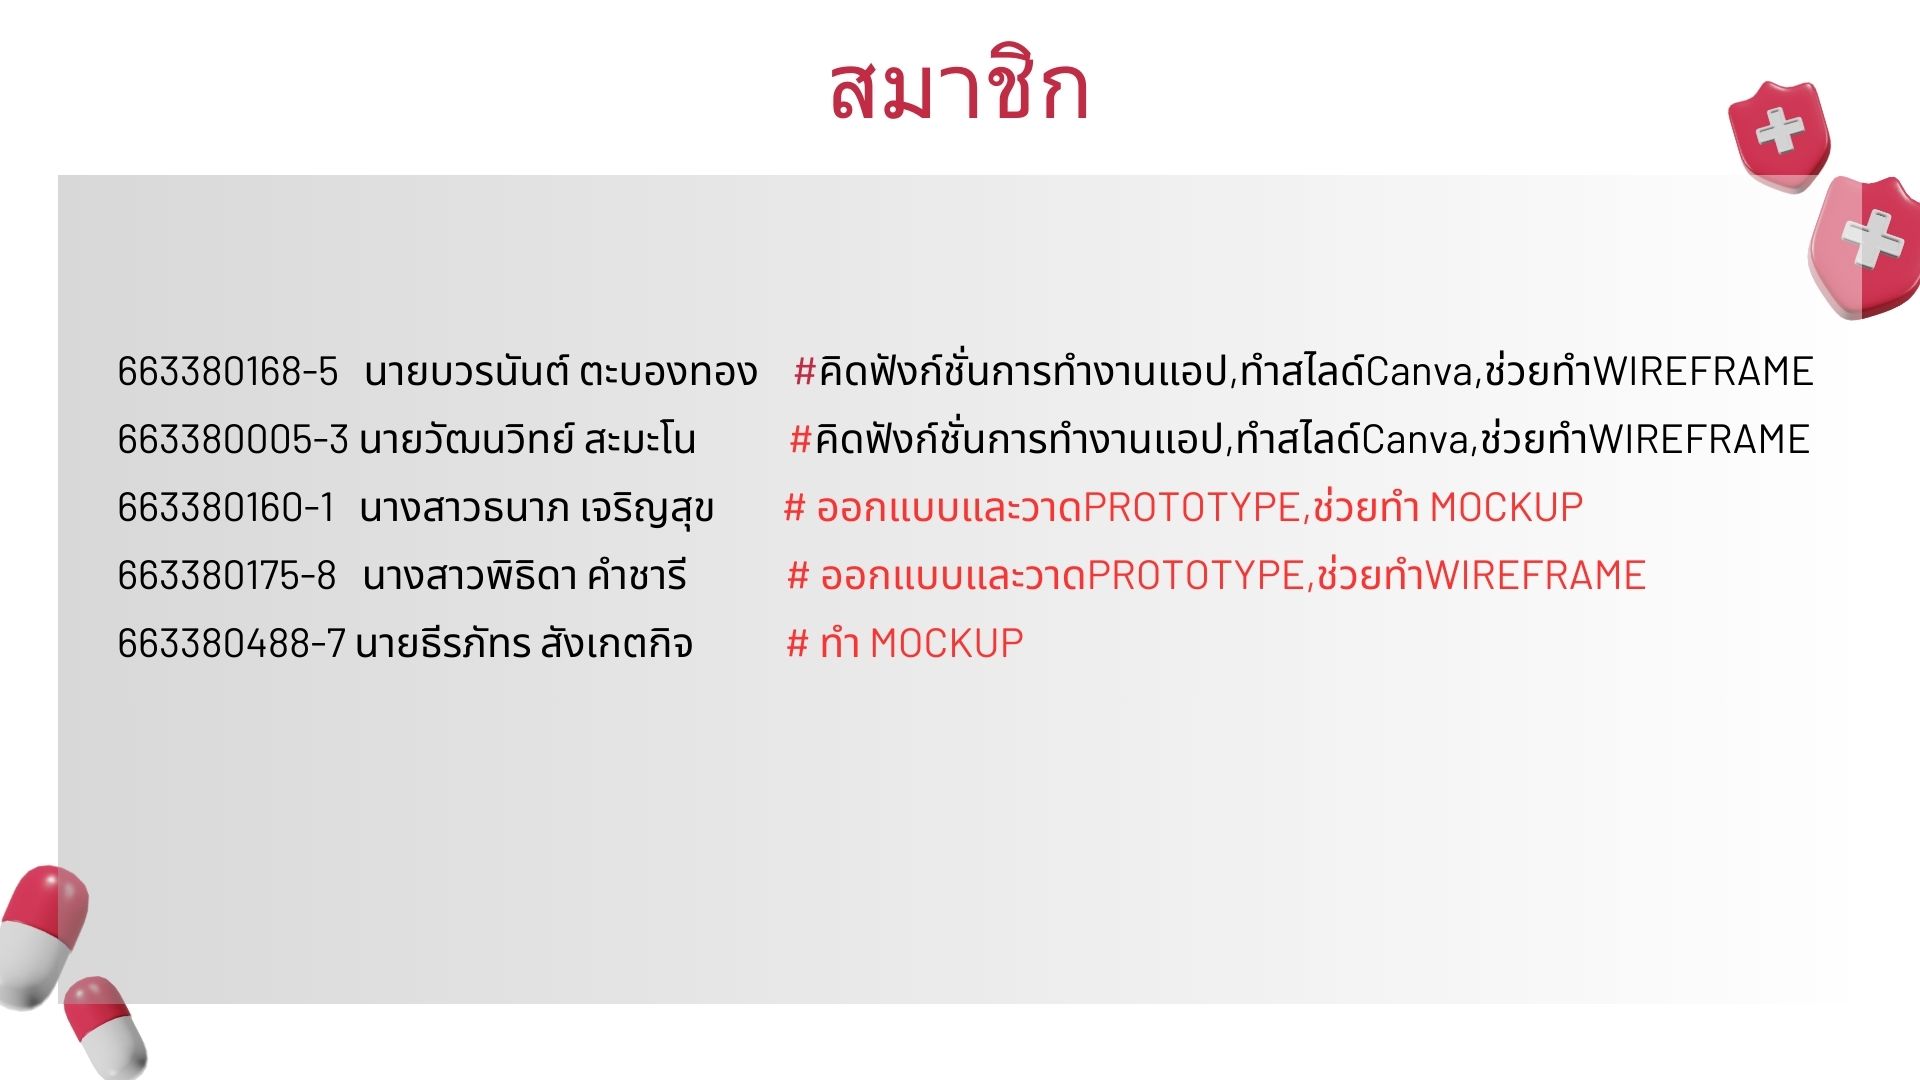 สมาชิก
663380168-5 นายบวรนันต์ ตะบองทอง #คิดฟังก์ชั่นการทำงานแอป,ทำสไลด์Canva,ช่วยทำWIREFRAME
663380005-3 นายวัฒนวิทย์ สะมะโน #คิดฟังก์ชั่นการทำงานแอป,ทำสไลด์Canva,ช่วยทำWIREFRAME
663380160-1 นางสาวธนาภ เจริญสุข # ออกแบบและวาดPROTOTYPE,ช่วยทำ MOCKUP
663380175-8 นางสาวพิธิดา คำชารี # ออกแบบและวาดPROTOTYPE,ช่วยทำWIREFRAME
663380488-7 นายธีรภัทร สังเกตกิจ # ทำ MOCKUP